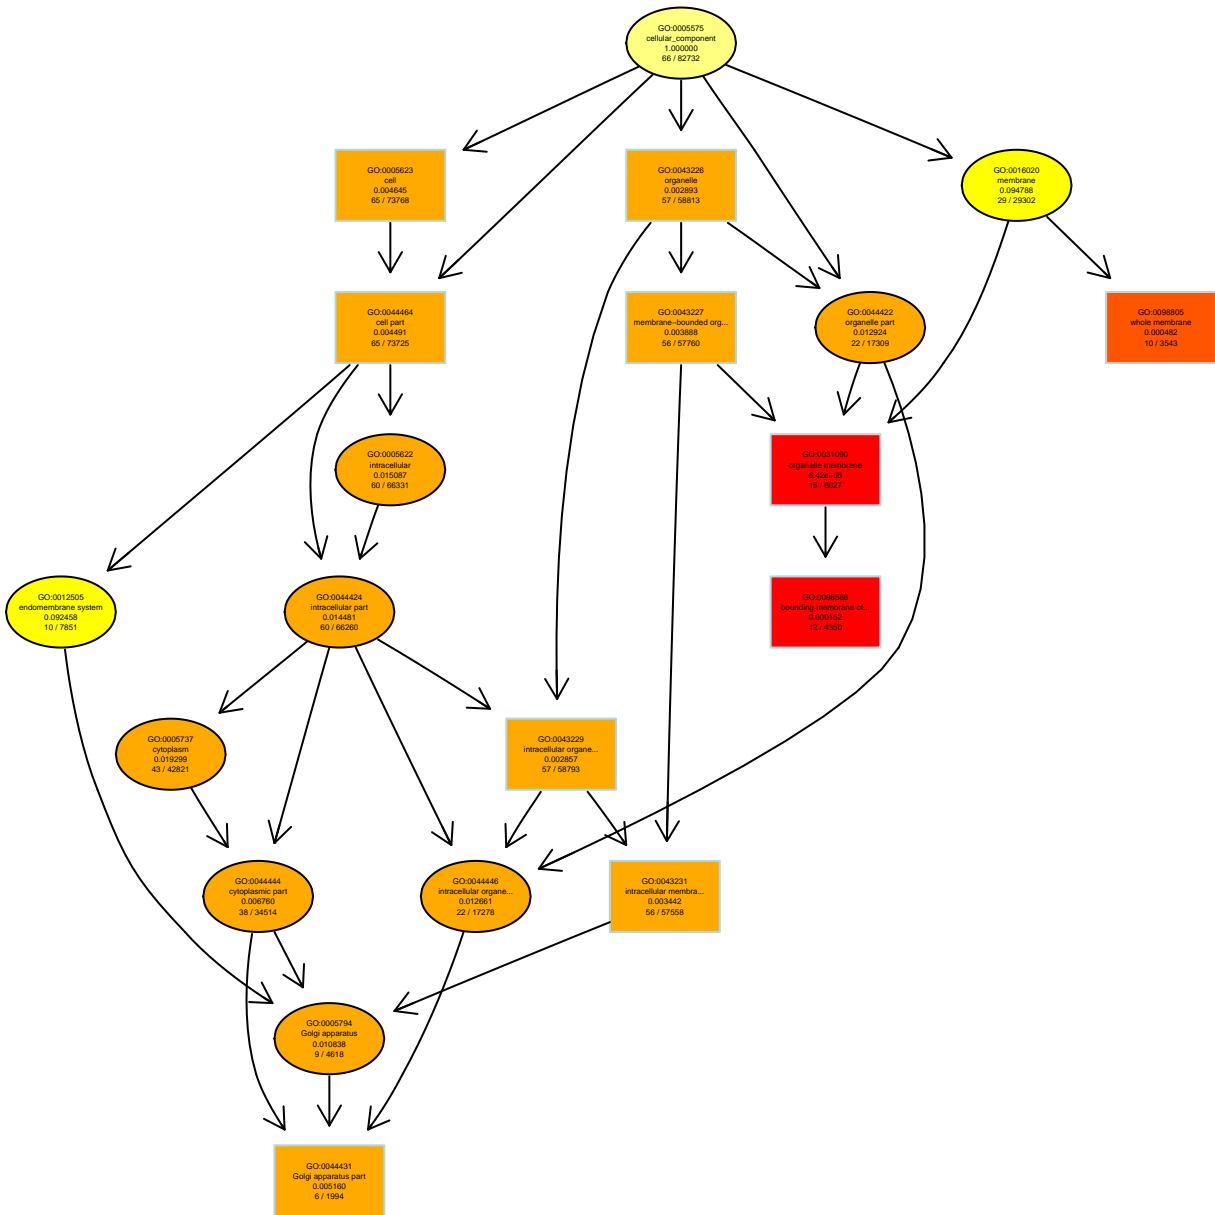 GO:0005575
cellular_component
1.000000
66 / 82732
GO:0005623
cell
0.004645
65 / 73768
GO:0043226
organelle
0.002893
57 / 58813
GO:0016020
membrane
0.094788
29 / 29302
GO:0044464
cell part
0.004491
65 / 73725
GO:0043227
membrane−bounded org...
0.003888
56 / 57760
GO:0044422
organelle part
0.012924
22 / 17309
GO:0098805
whole membrane
0.000482
10 / 3543
GO:0005622
intracellular
0.015087
60 / 66331
GO:0031090
organelle membrane
6.42e−05
15 / 6027
GO:0012505
endomembrane system
0.092458
10 / 7851
GO:0044424
intracellular part
0.014481
60 / 66260
GO:0098588
bounding membrane of...
0.000152
12 / 4350
GO:0005737
cytoplasm
0.019299
43 / 42821
GO:0043229
intracellular organe...
0.002857
57 / 58793
GO:0044444
cytoplasmic part
0.006760
38 / 34514
GO:0044446
intracellular organe...
0.012661
22 / 17278
GO:0043231
intracellular membra...
0.003442
56 / 57558
GO:0005794
Golgi apparatus
0.010838
9 / 4618
GO:0044431
Golgi apparatus part
0.005160
6 / 1994